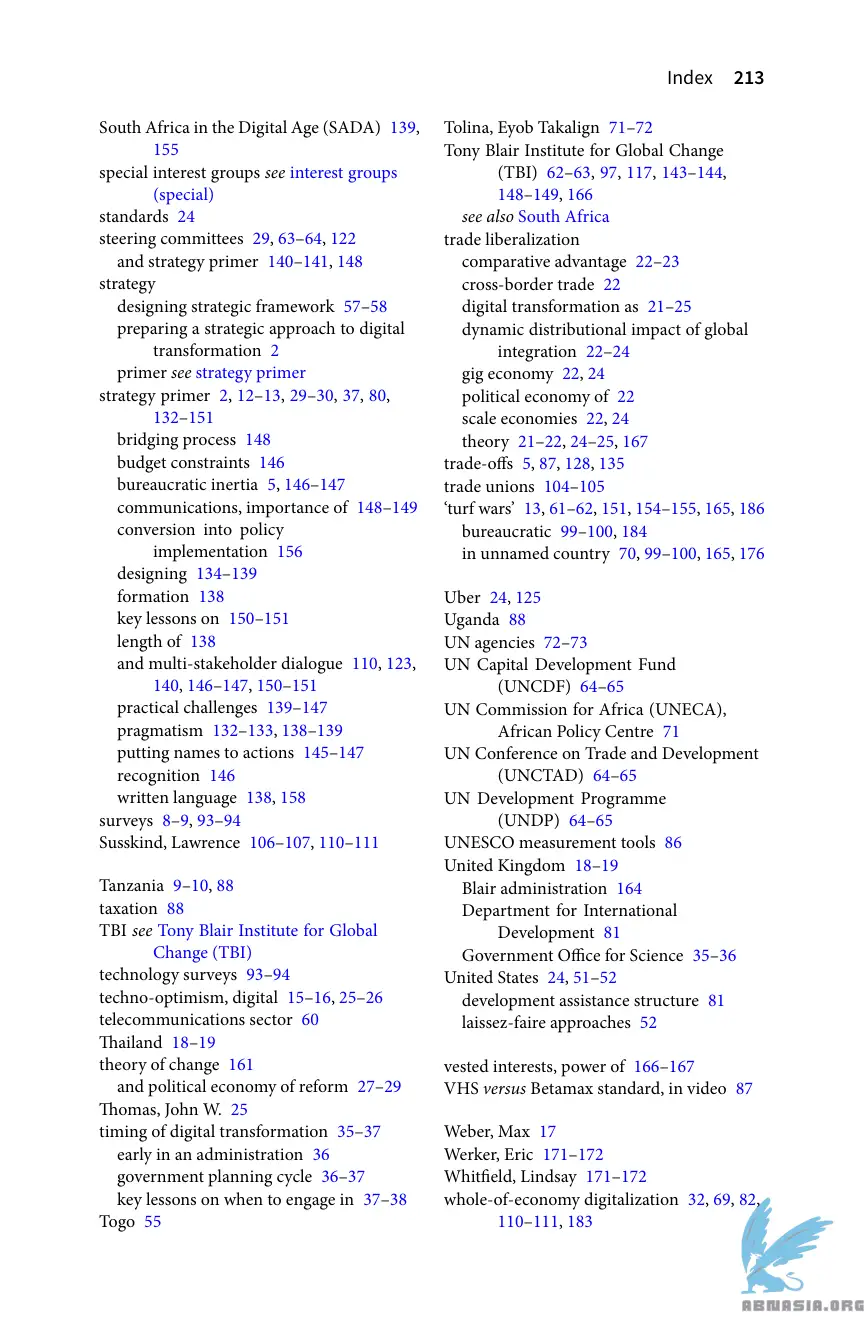 Index 213
South Africa in the Digital Age (SADA) 139,
155
special interest groups see interest groups
(special)
standards 24
steering committees 29, 63–64, 122
and strategy primer 140–141, 148
strategy
designing strategic framework 57–58
preparing a strategic approach to digital
transformation 2
primer see strategy primer
strategy primer 2, 12–13, 29–30, 37, 80,
132–151
bridging process 148
budget constraints 146
bureaucratic inertia 5, 146–147
communications, importance of 148–149
conversion into policy
implementation 156
designing 134–139
formation 138
key lessons on 150–151
length of 138
and multi-stakeholder dialogue 110, 123,
140, 146–147, 150–151
practical challenges 139–147
pragmatism 132–133, 138–139
putting names to actions 145–147
recognition 146
written language 138, 158
surveys 8–9, 93–94
Susskind, Lawrence 106–107, 110–111
Tanzania 9–10, 88
taxation 88
TBI see Tony Blair Institute for Global
Change (TBI)
technology surveys 93–94
techno-optimism, digital 15–16, 25–26
telecommunications sector 60
Thailand 18–19
theory of change 161
and political economy of reform 27–29
Thomas, John W. 25
timing of digital transformation 35–37
early in an administration 36
government planning cycle 36–37
key lessons on when to engage in 37–38
Togo 55
Tolina, Eyob Takalign 71–72
Tony Blair Institute for Global Change
(TBI) 62–63, 97, 117, 143–144,
148–149, 166
see also South Africa
trade liberalization
comparative advantage 22–23
cross-border trade 22
digital transformation as 21–25
dynamic distributional impact of global
integration 22–24
gig economy 22, 24
political economy of 22
scale economies 22, 24
theory 21–22, 24–25, 167
trade-offs 5, 87, 128, 135
trade unions 104–105
‘turf wars’ 13, 61–62, 151, 154–155, 165, 186
bureaucratic 99–100, 184
in unnamed country 70, 99–100, 165, 176
Uber 24, 125
Uganda 88
UN agencies 72–73
UN Capital Development Fund
(UNCDF) 64–65
UN Commission for Africa (UNECA),
African Policy Centre 71
UN Conference on Trade and Development
(UNCTAD) 64–65
UN Development Programme
(UNDP) 64–65
UNESCO measurement tools 86
United Kingdom 18–19
Blair administration 164
Department for International
Development 81
Government Office for Science 35–36
United States 24, 51–52
development assistance structure 81
laissez-faire approaches 52
vested interests, power of 166–167
VHS versus Betamax standard, in video 87
Weber, Max 17
Werker, Eric 171–172
Whitfield, Lindsay 171–172
whole-of-economy digitalization 32, 69, 82,
110–111, 183
ABNASIA.ORG